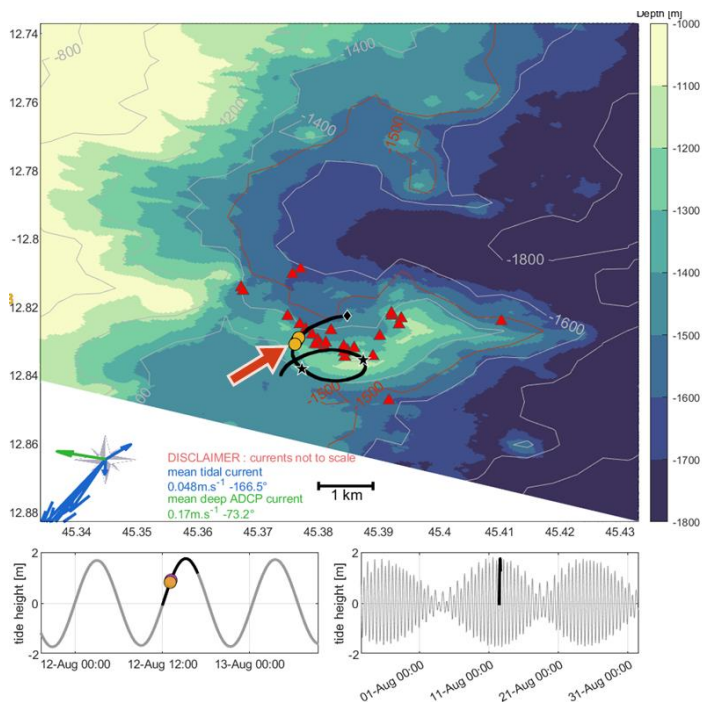 Depth [m]
-12.74
-12.76
-12.78
-12.8
-12.82
-12.84
-12.86
-12.88
-800
-1400
-1200
-1400
-1500
-1800
-1600
-1200
-1500
-1500
-1000
-1100
-1200
-1300
-1400
-1500
-1600
-1700
-1800
DISCLAIMER : currents not to scale
mean tidal current
0.048m.s-1 -166.5°
mean deep ADCP current
0.17m.s-1 -73.2°
1 km
45.34 45.35 45.36 45.37 45.38 45.39 45.4 45.41 45.42 45.43
tide height [m]
2
0
-2
12-Aug 00:00 12-Aug 12:00 13-Aug 00:00
tide height [m]
2
0
-2
01-Aug 00:00 11-Aug 00:00 21-Aug 00:00 31-Aug 00:00